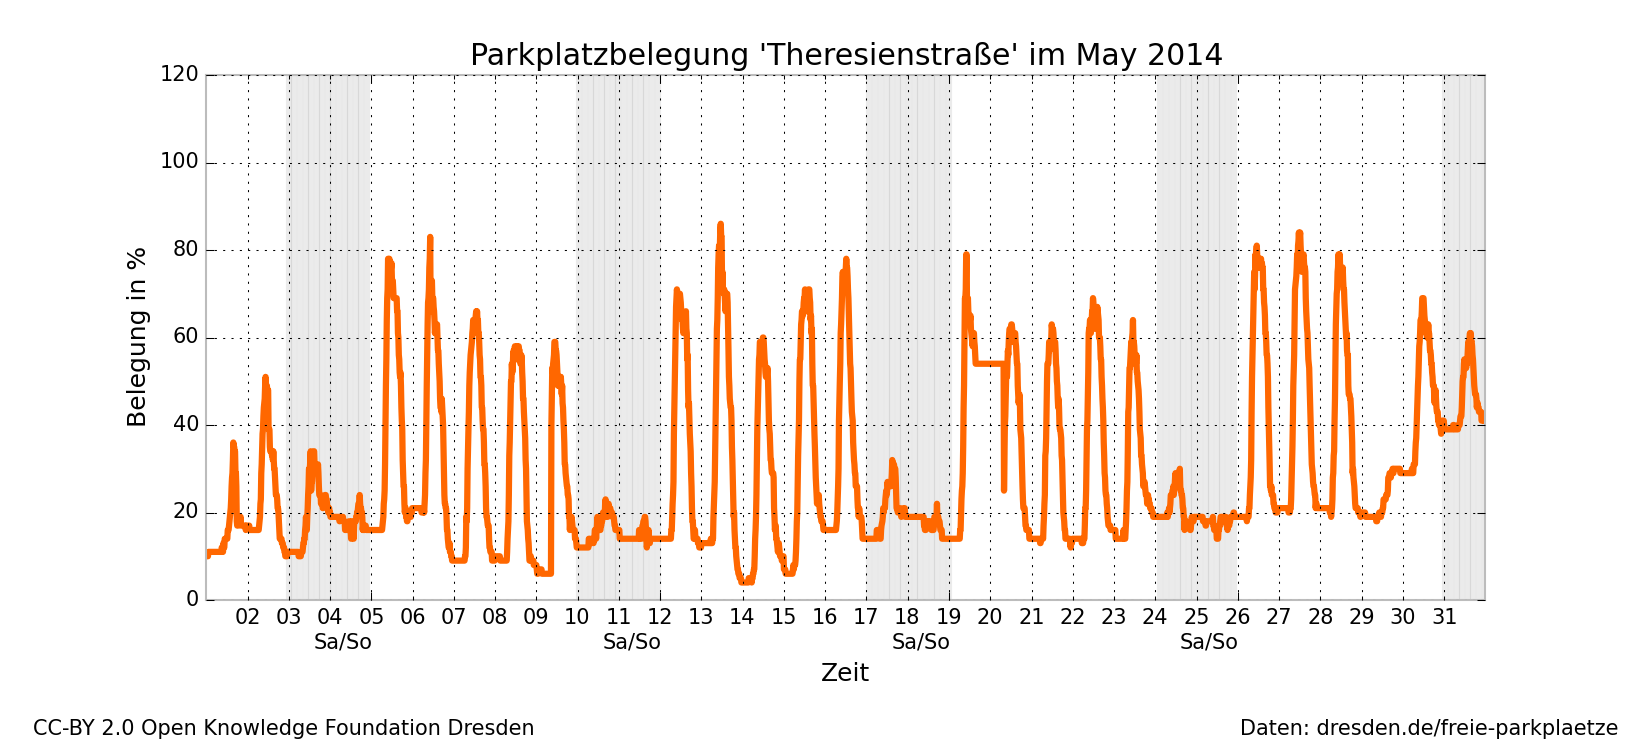 Parkplatzbelegung 'Theresienstraße' im May 2014
120
100
80
60
40
20
0
Belegung in %
02 03 04 05 06 07 08 09 10 11 12 13 14 15 16 17 18 19 20 21 22 23 24 25 26 27 28 29 30 31
Sa/So Sa/So Sa/So Sa/So
Zeit
CC-BY 2.0 Open Knowledge Foundation Dresden
Daten: dresden.de/freie-parkplaetze